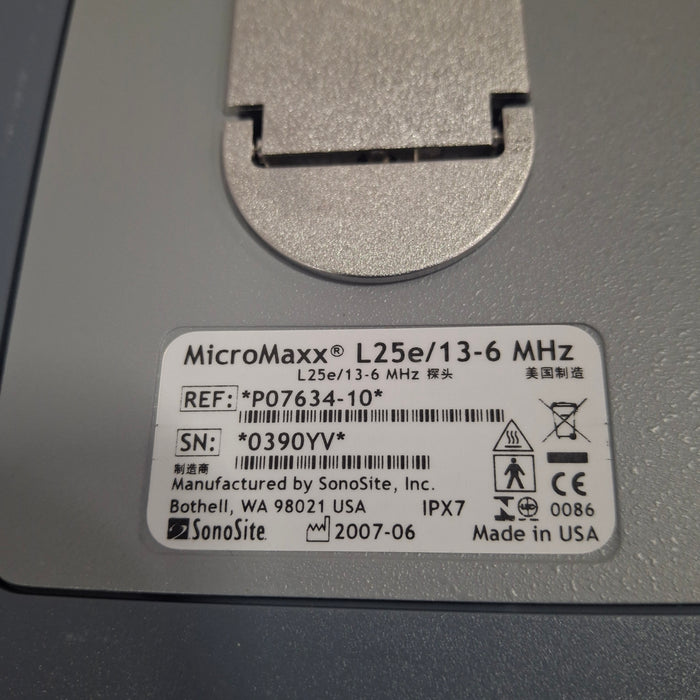 MicroMaxx® L25e/13-6 MHz
L25e/13-6 MHz 探头 美国制造
REF: *P07634-10*
SN: *0390YV*
制造商
Manufactured by SonoSite, Inc.
Bothell, WA 98021 USA IPX7 0086
SonoSite 2007-06 Made in USA